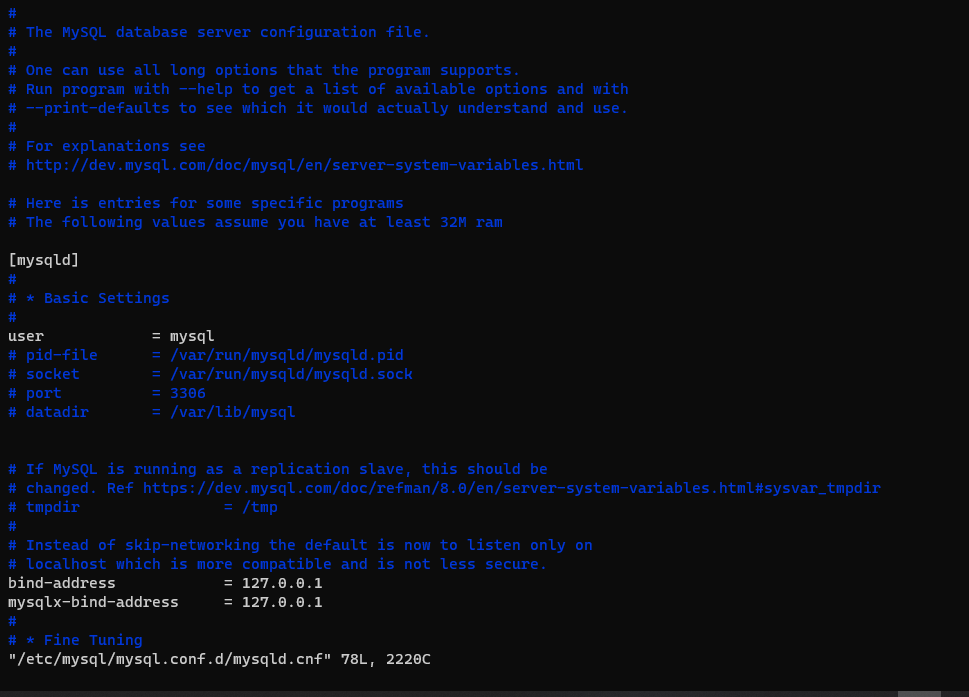 #
# The MySQL database server configuration file.
#
# One can use all long options that the program supports.
# Run program with --help to get a list of available options and with
# --print-defaults to see which it would actually understand and use.
#
# For explanations see
# http://dev.mysql.com/doc/mysql/en/server-system-variables.html

# Here is entries for some specific programs
# The following values assume you have at least 32M ram

[mysqld]
#
# * Basic Settings
#
user            = mysql
# pid-file      = /var/run/mysqld/mysqld.pid
# socket        = /var/run/mysqld/mysqld.sock
# port          = 3306
# datadir       = /var/lib/mysql


# If MySQL is running as a replication slave, this should be
# changed. Ref https://dev.mysql.com/doc/refman/8.0/en/server-system-variables.html#sysvar_tmpdir
# tmpdir                = /tmp
#
# Instead of skip-networking the default is now to listen only on
# localhost which is more compatible and is not less secure.
bind-address            = 127.0.0.1
mysqlx-bind-address     = 127.0.0.1
#
# * Fine Tuning
"/etc/mysql/mysql.conf.d/mysqld.cnf" 78L, 2220C